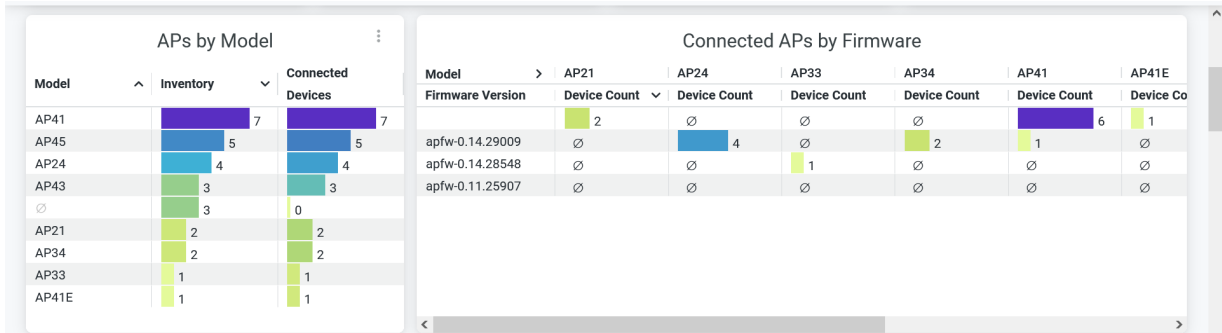 APs by Model
Model Inventory Connected Devices
AP41 7 7
AP45 5 5
AP24 4 4
AP43 3 3
∅ 3 0
AP21 2 2
AP34 2 2
AP33 1 1
AP41E 1 1
Connected APs by Firmware
Model AP21 AP24 AP33 AP34 AP41 AP41E
Firmware Version Device Count Device Count Device Count Device Count Device Count Device Co
2 ∅ ∅ ∅ 6 1
apfw-0.14.29009 ∅ 4 ∅ 2 1 ∅
apfw-0.14.28548 ∅ ∅ 1 ∅ ∅ ∅
apfw-0.11.25907 ∅ ∅ ∅ ∅ ∅ ∅